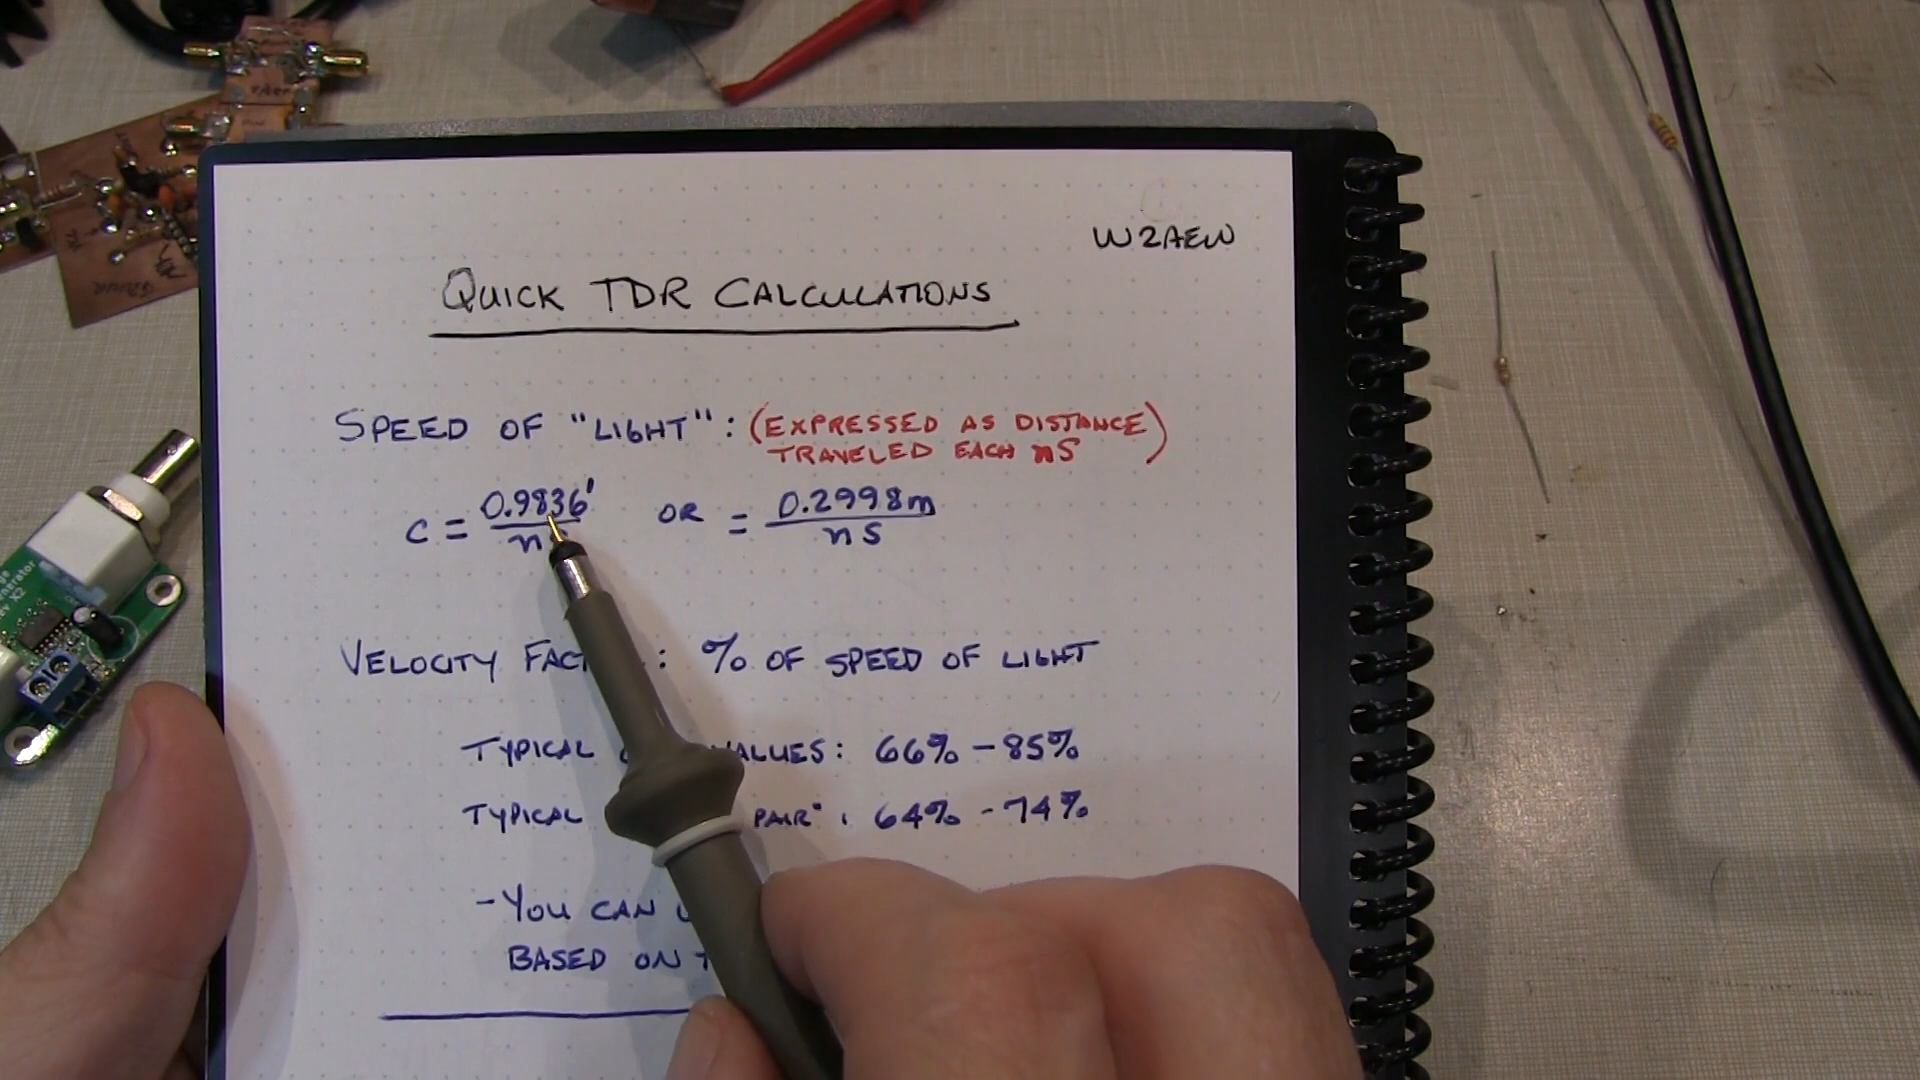 W2AEW
QUICK TDR CALCULATIONS
SPEED OF "LIGHT": (EXPRESSED AS DISTANCE
TRAVELED EACH nS)
c = 0.9836' OR = 0.2998m
nS
VELOCITY : % OF SPEED OF LIGHT
TYPICAL VALUES: 66% - 85%
TYPICAL PAIR": 64% - 74%
- YOU CAN
BASED ON